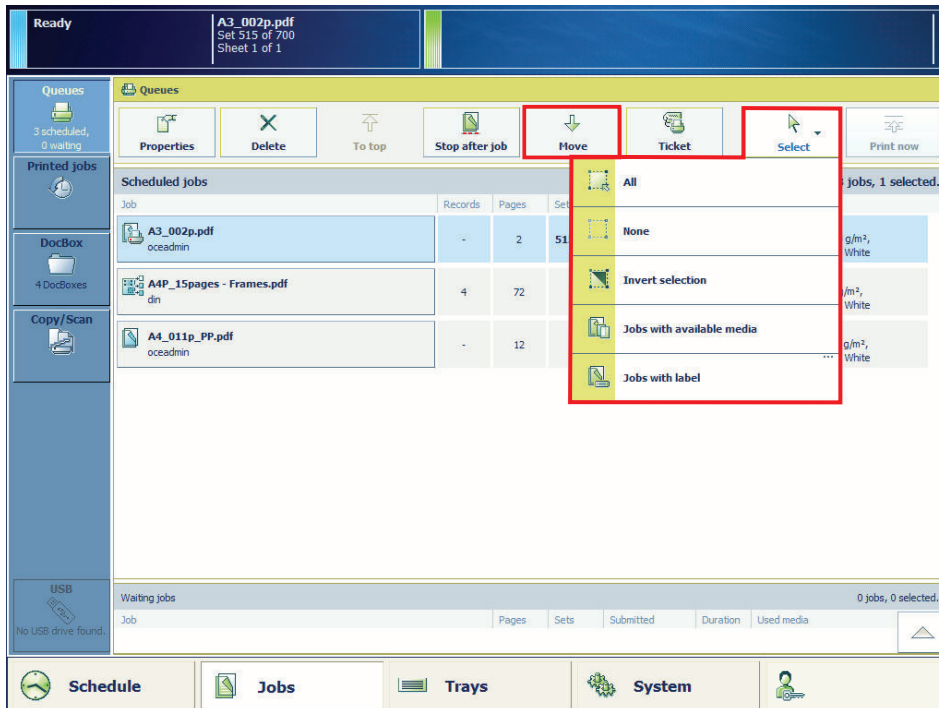 Ready
A3_002p.pdf
Set 515 of 700
Sheet 1 of 1
Queues
3 scheduled,
0 waiting
Printed jobs
DocBox
4 DocBoxes
Copy/Scan
USB
No USB drive found.
Queues
Properties
Delete
To top
Stop after job
Move
Ticket
Select
Print now
Scheduled jobs
jobs, 1 selected.
Job
Records
Pages
Set
A3_002p.pdf
oceadmin
-
2
51
g/m²,
White
A4P_15pages - Frames.pdf
din
4
72
/m²,
White
A4_011p_PP.pdf
oceadmin
-
12
g/m²,
White
All
None
Invert selection
Jobs with available media
...
Jobs with label
Waiting jobs
0 jobs, 0 selected.
Job
Pages
Sets
Submitted
Duration
Used media
Schedule
Jobs
Trays
System